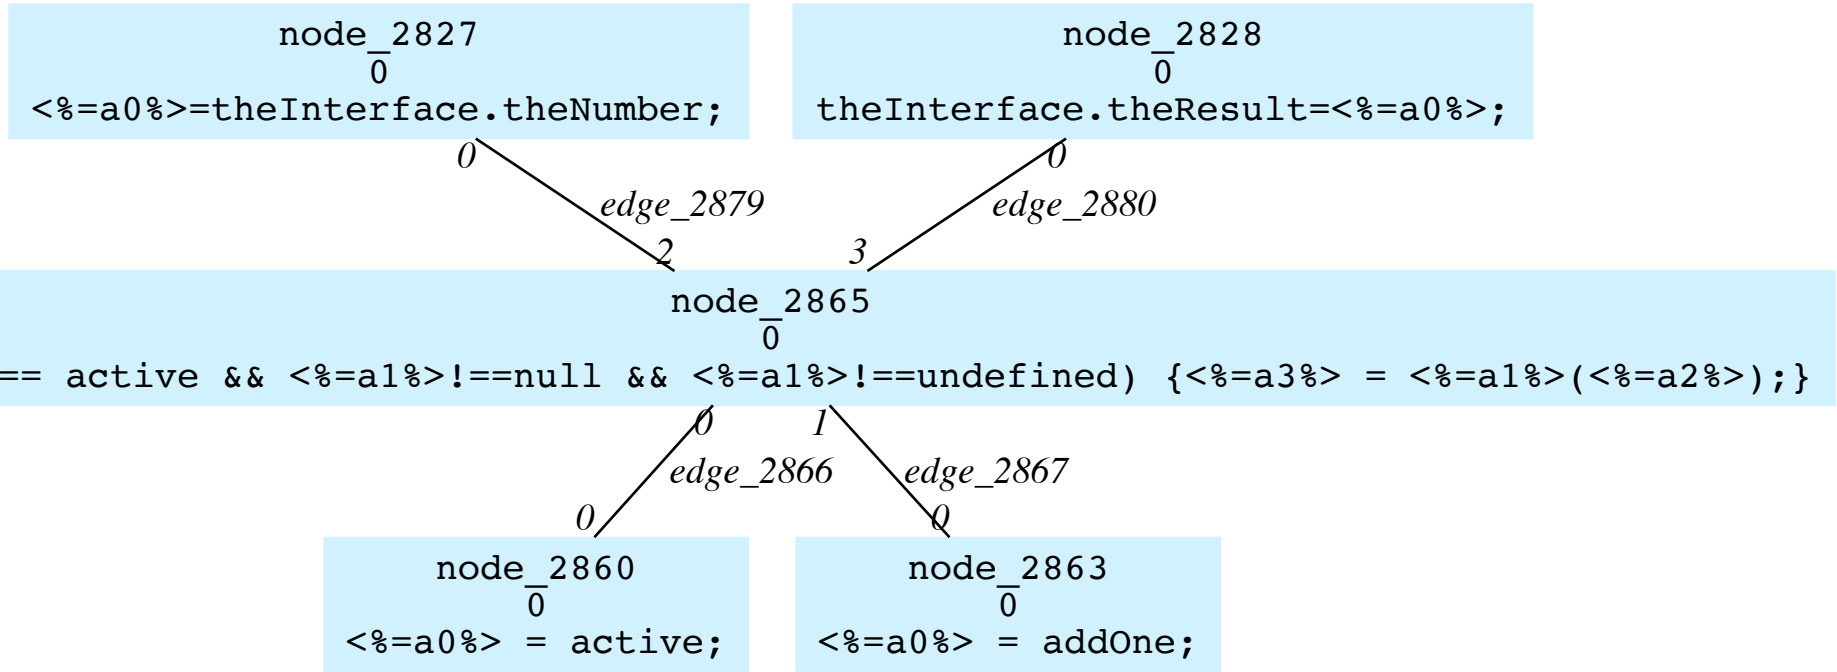 node_2827
0
<%=a0%>=theInterface.theNumber;
node_2828
0
theInterface.theResult=<%=a0%>;
0
0
edge_2879
edge_2880
2
3
node_2865
0
== active && <%=a1%>!==null && <%=a1%>!==undefined) {<%=a3%> = <%=a1%>(<%=a2%>);}
0
1
edge_2866
edge_2867
0
0
node_2860
0
<%=a0%> = active;
node_2863
0
<%=a0%> = addOne;